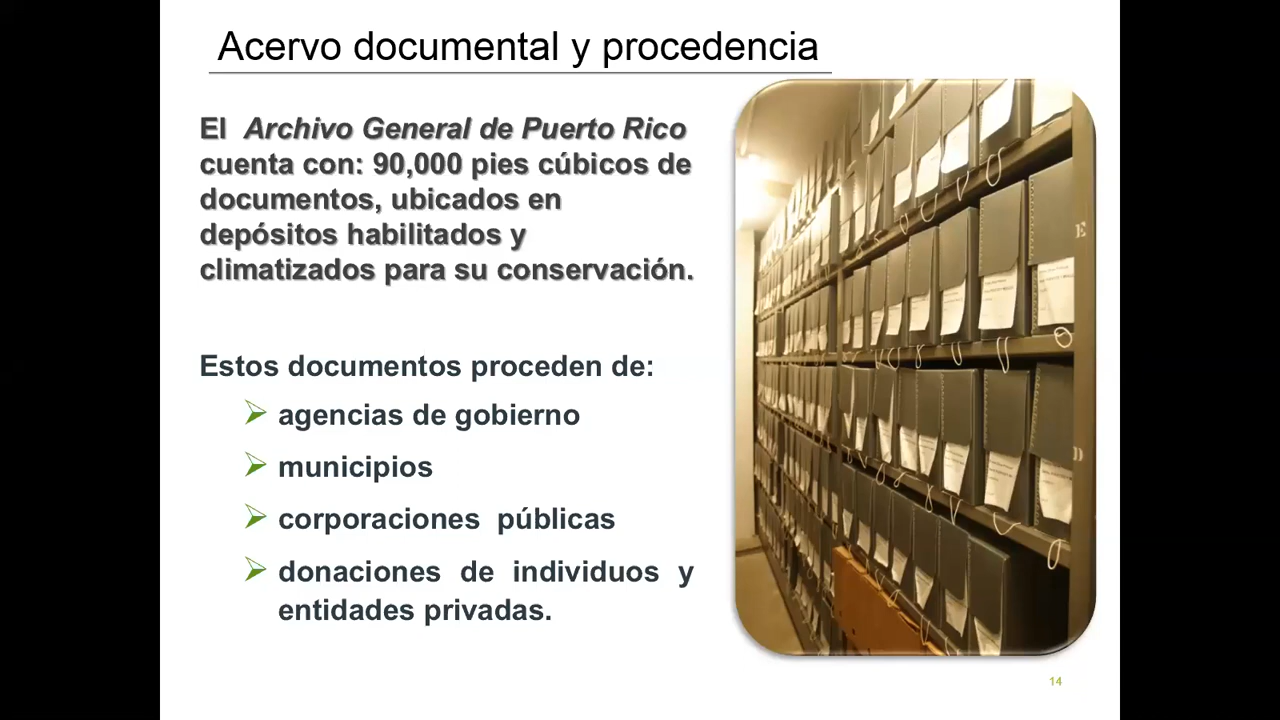 Acervo documental y procedencia
El Archivo General de Puerto Rico
cuenta con: 90,000 pies cúbicos de
documentos, ubicados en
depósitos habilitados y
climatizados para su conservación.
Estos documentos proceden de:
agencias de gobierno
municipios
corporaciones públicas
donaciones de individuos y
entidades privadas.
E
D
14